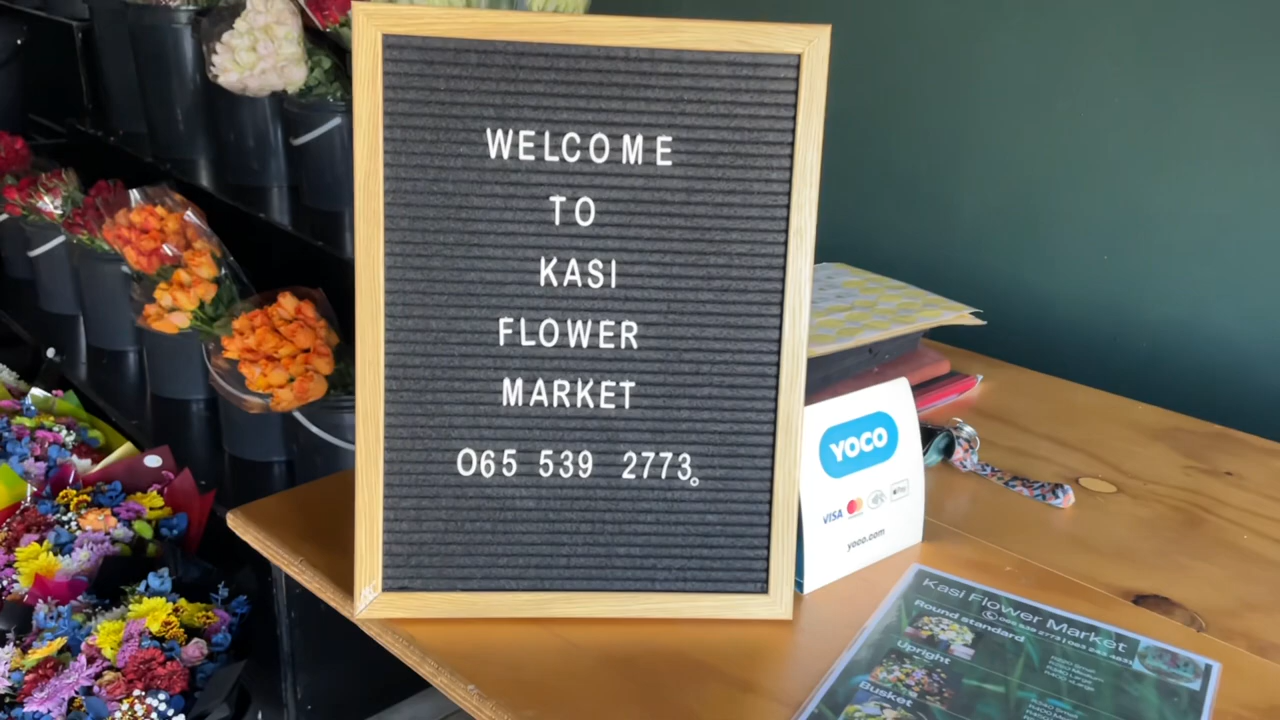 WELCOME
TO
KASI
FLOWER
MARKET
065 539 2773.
YOCO
VISA
Pay
yoco.com
Kasi Flower Market
Round standard
Upright
Busket